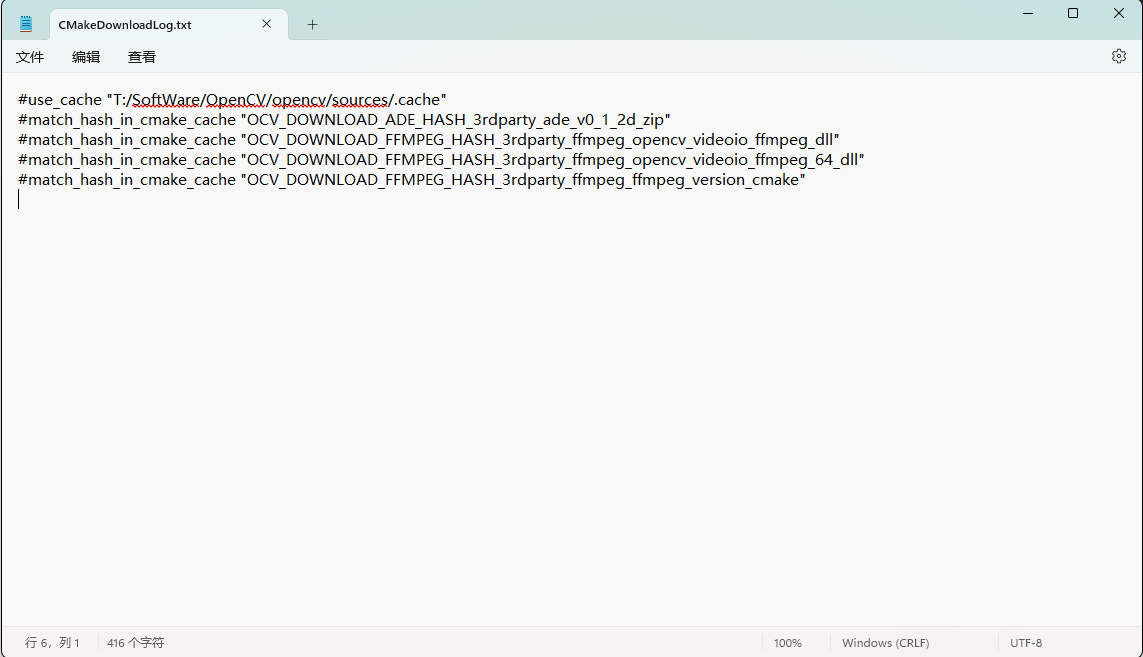 CMakeDownloadLog.txt
文件 编辑 查看
#use_cache "T:/SoftWare/OpenCV/opencv/sources/.cache"
#match_hash_in_cmake_cache "OCV_DOWNLOAD_ADE_HASH_3rdparty_ade_v0_1_2d_zip"
#match_hash_in_cmake_cache "OCV_DOWNLOAD_FFMPEG_HASH_3rdparty_ffmpeg_opencv_videoio_ffmpeg_dll"
#match_hash_in_cmake_cache "OCV_DOWNLOAD_FFMPEG_HASH_3rdparty_ffmpeg_opencv_videoio_ffmpeg_64_dll"
#match_hash_in_cmake_cache "OCV_DOWNLOAD_FFMPEG_HASH_3rdparty_ffmpeg_ffmpeg_version_cmake"
行 6，列 1 416 个字符 100% Windows (CRLF) UTF-8